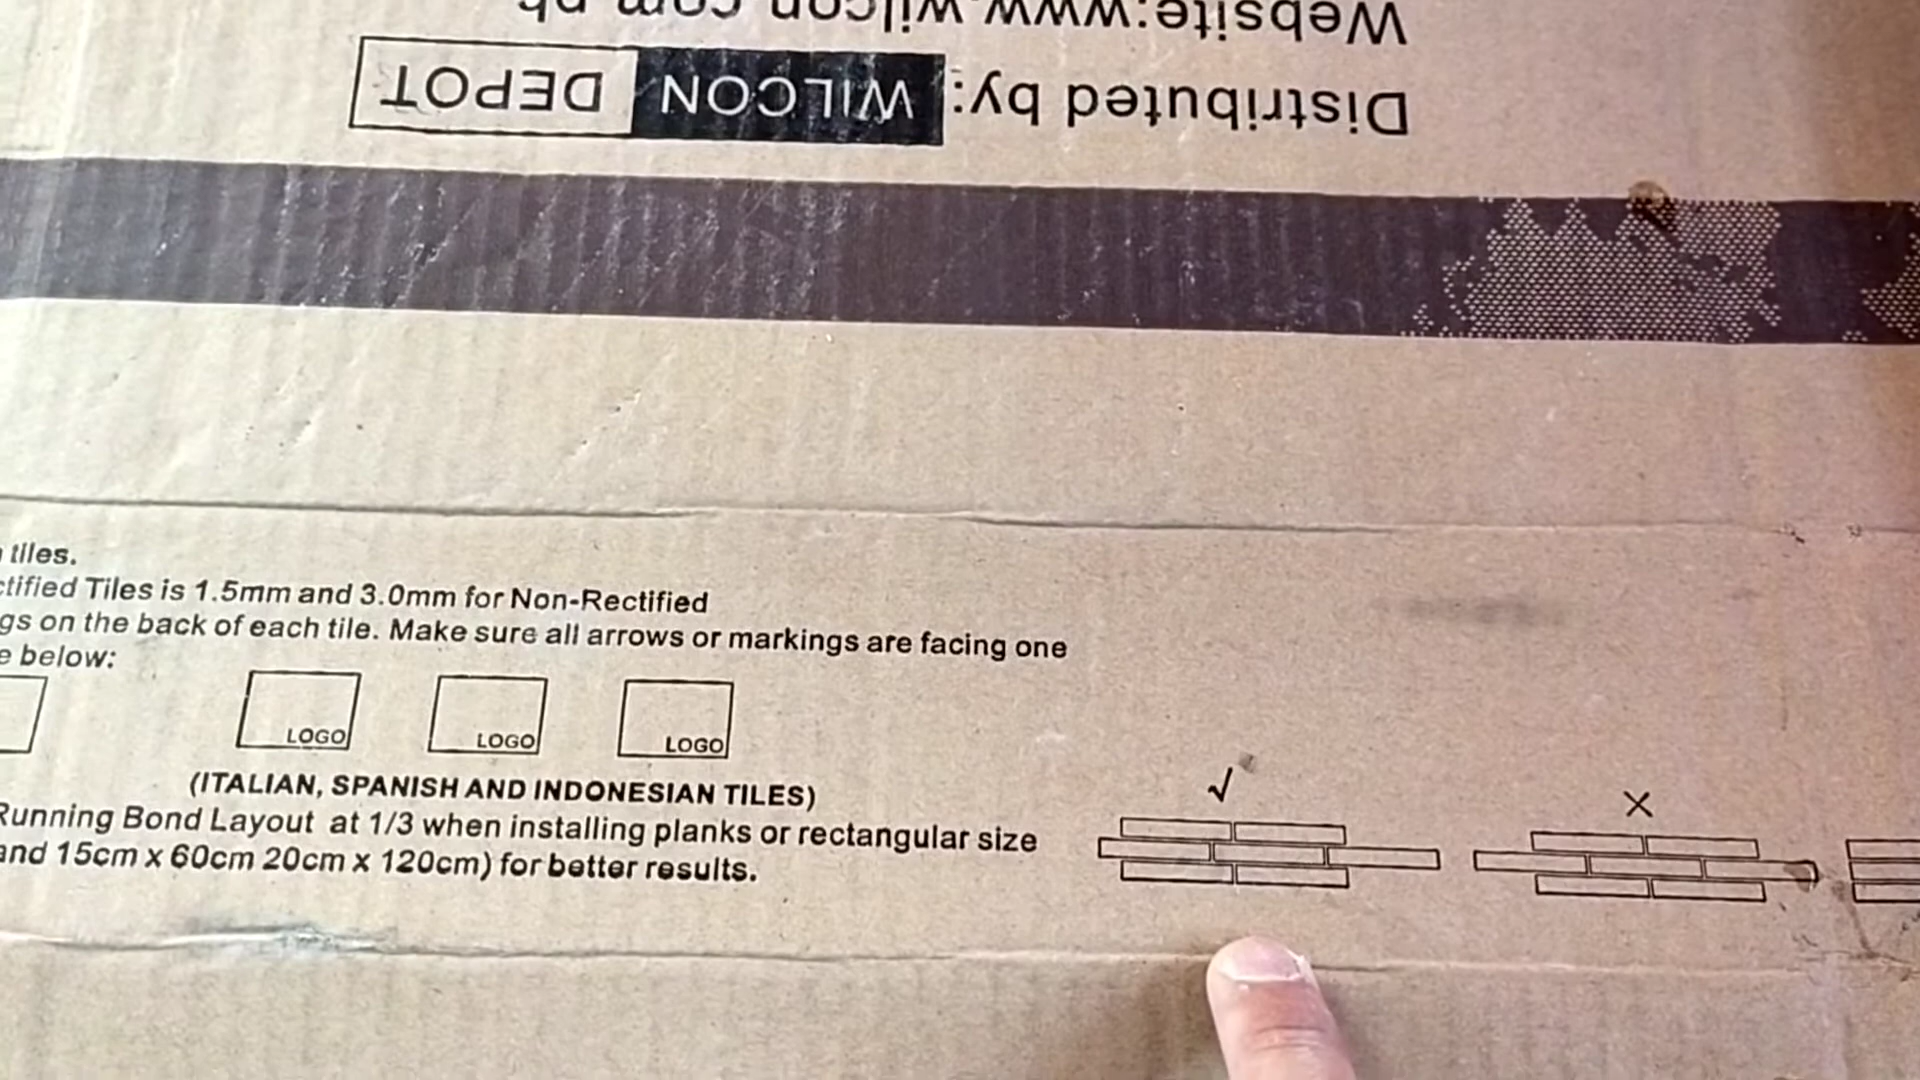 Website:www.wilcon.com.ph
Distributed by: WILCON DEPOT
tiles.
Tiles is 1.5mm and 3.0mm for Non-Rectified
on the back of each tile. Make sure all arrows or markings are facing one
below:
LOGO LOGO LOGO
(ITALIAN, SPANISH AND INDONESIAN TILES)
Running Bond Layout at 1/3 when installing planks or rectangular size
and 15cm x 60cm 20cm x 120cm) for better results.